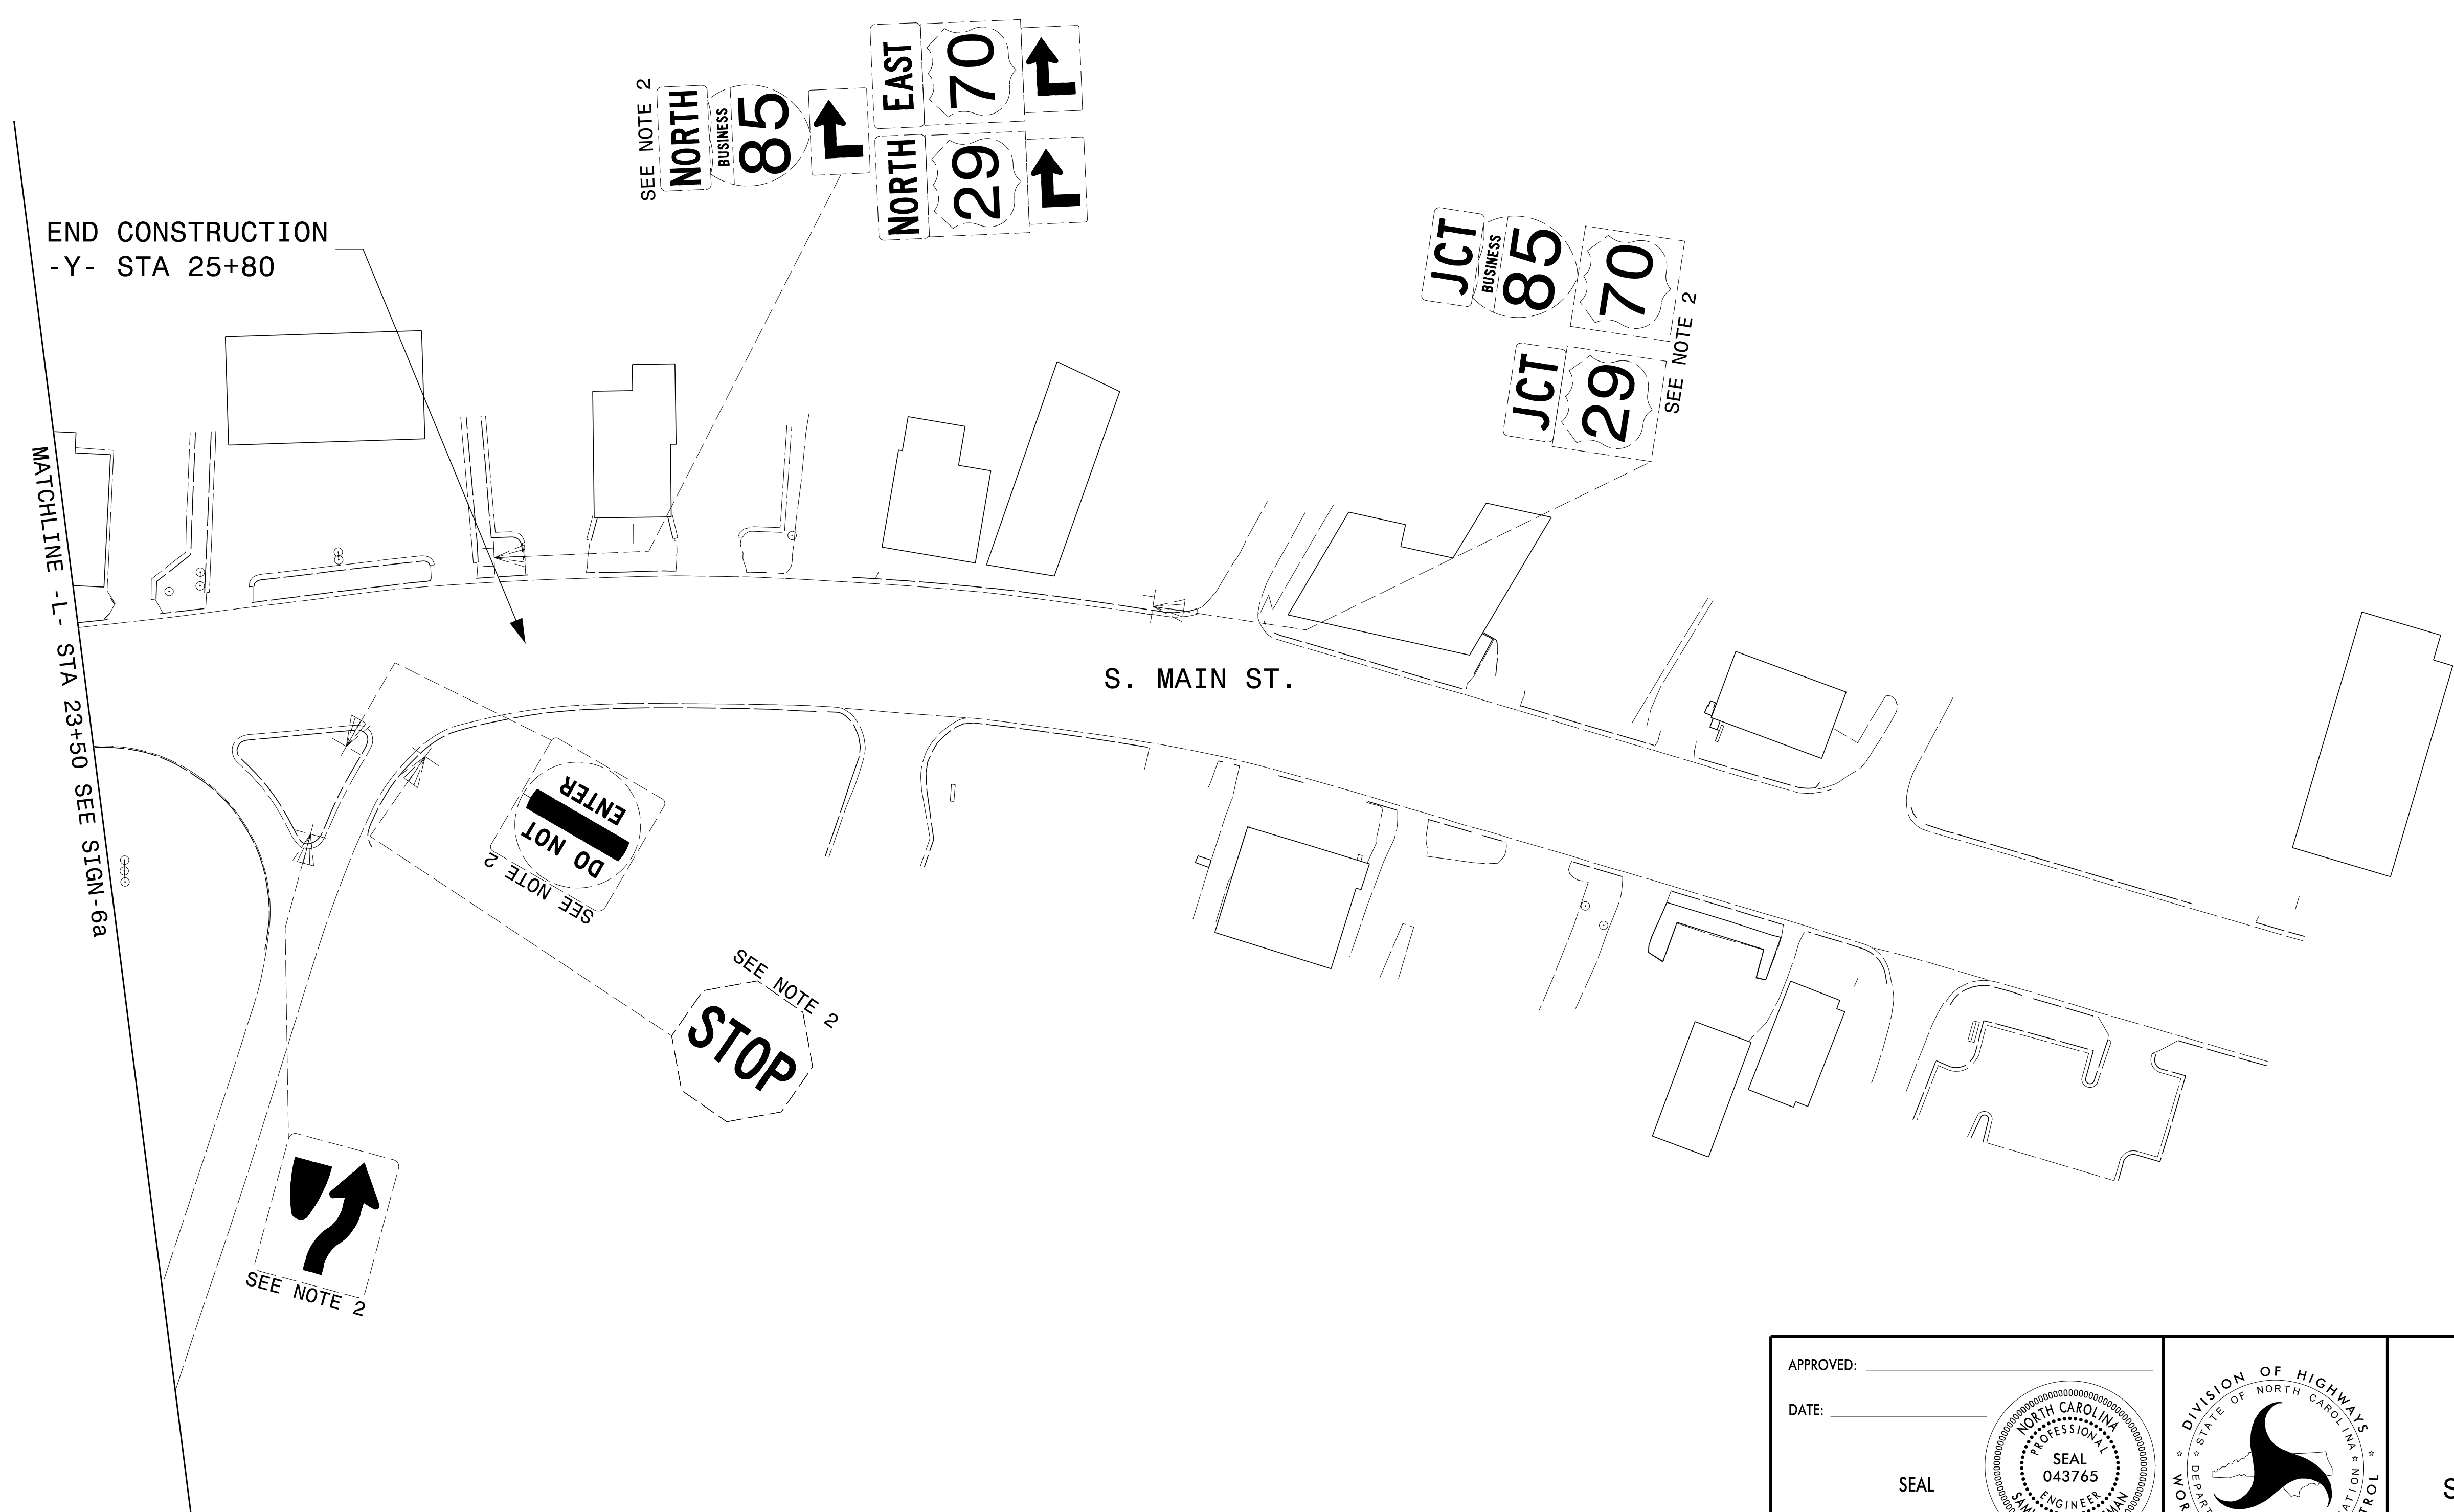 SEE NOTE 2
NORTH
BUSINESS
85
EAST
70
NORTH
29
END CONSTRUCTION
-Y- STA 25+80
JCT
BUSINESS
85
70
JCT
29
SEE NOTE 2
MATCHLINE -L- STA 23+50 SEE SIGN-6a
S. MAIN ST.
DO NOT
ENTER
SEE NOTE 2
SEE NOTE 2
STOP
SEE NOTE 2
APPROVED:
DATE:
SEAL
NORTH CAROLINA
PROFESSIONAL
SEAL
043765
ENGINEER
DIVISION OF HIGHWAYS
STATE OF NORTH CAROLINA